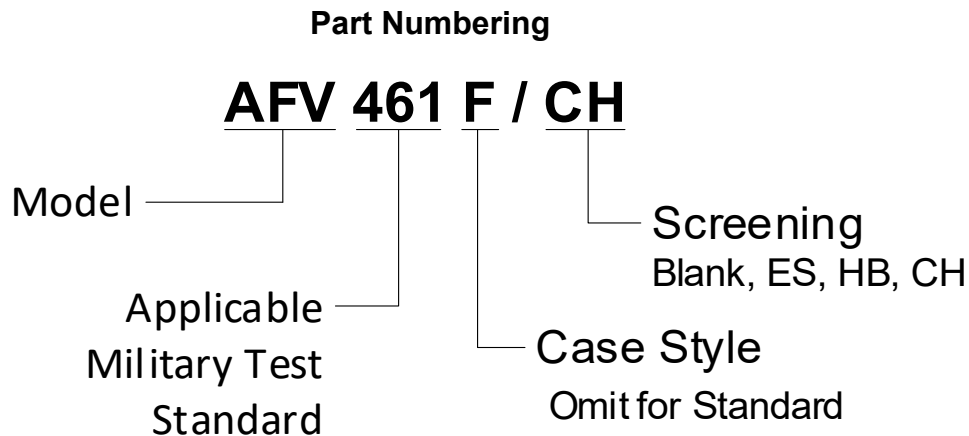 Part Numbering
AFV 461 F / CH
Model
Screening
Blank, ES, HB, CH
Applicable
Military Test
Standard
Case Style
Omit for Standard